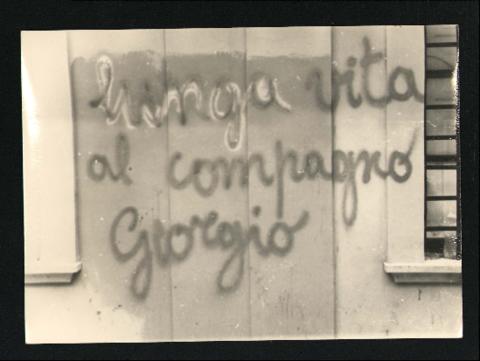 lunga vita
al compagno
Giorgio